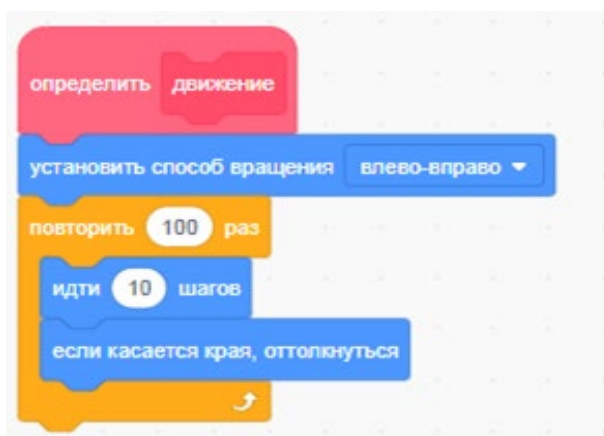 определить движение
установить способ вращения влево-вправо
повторить 100 раз
идти 10 шагов
если касается края, оттолкнуться